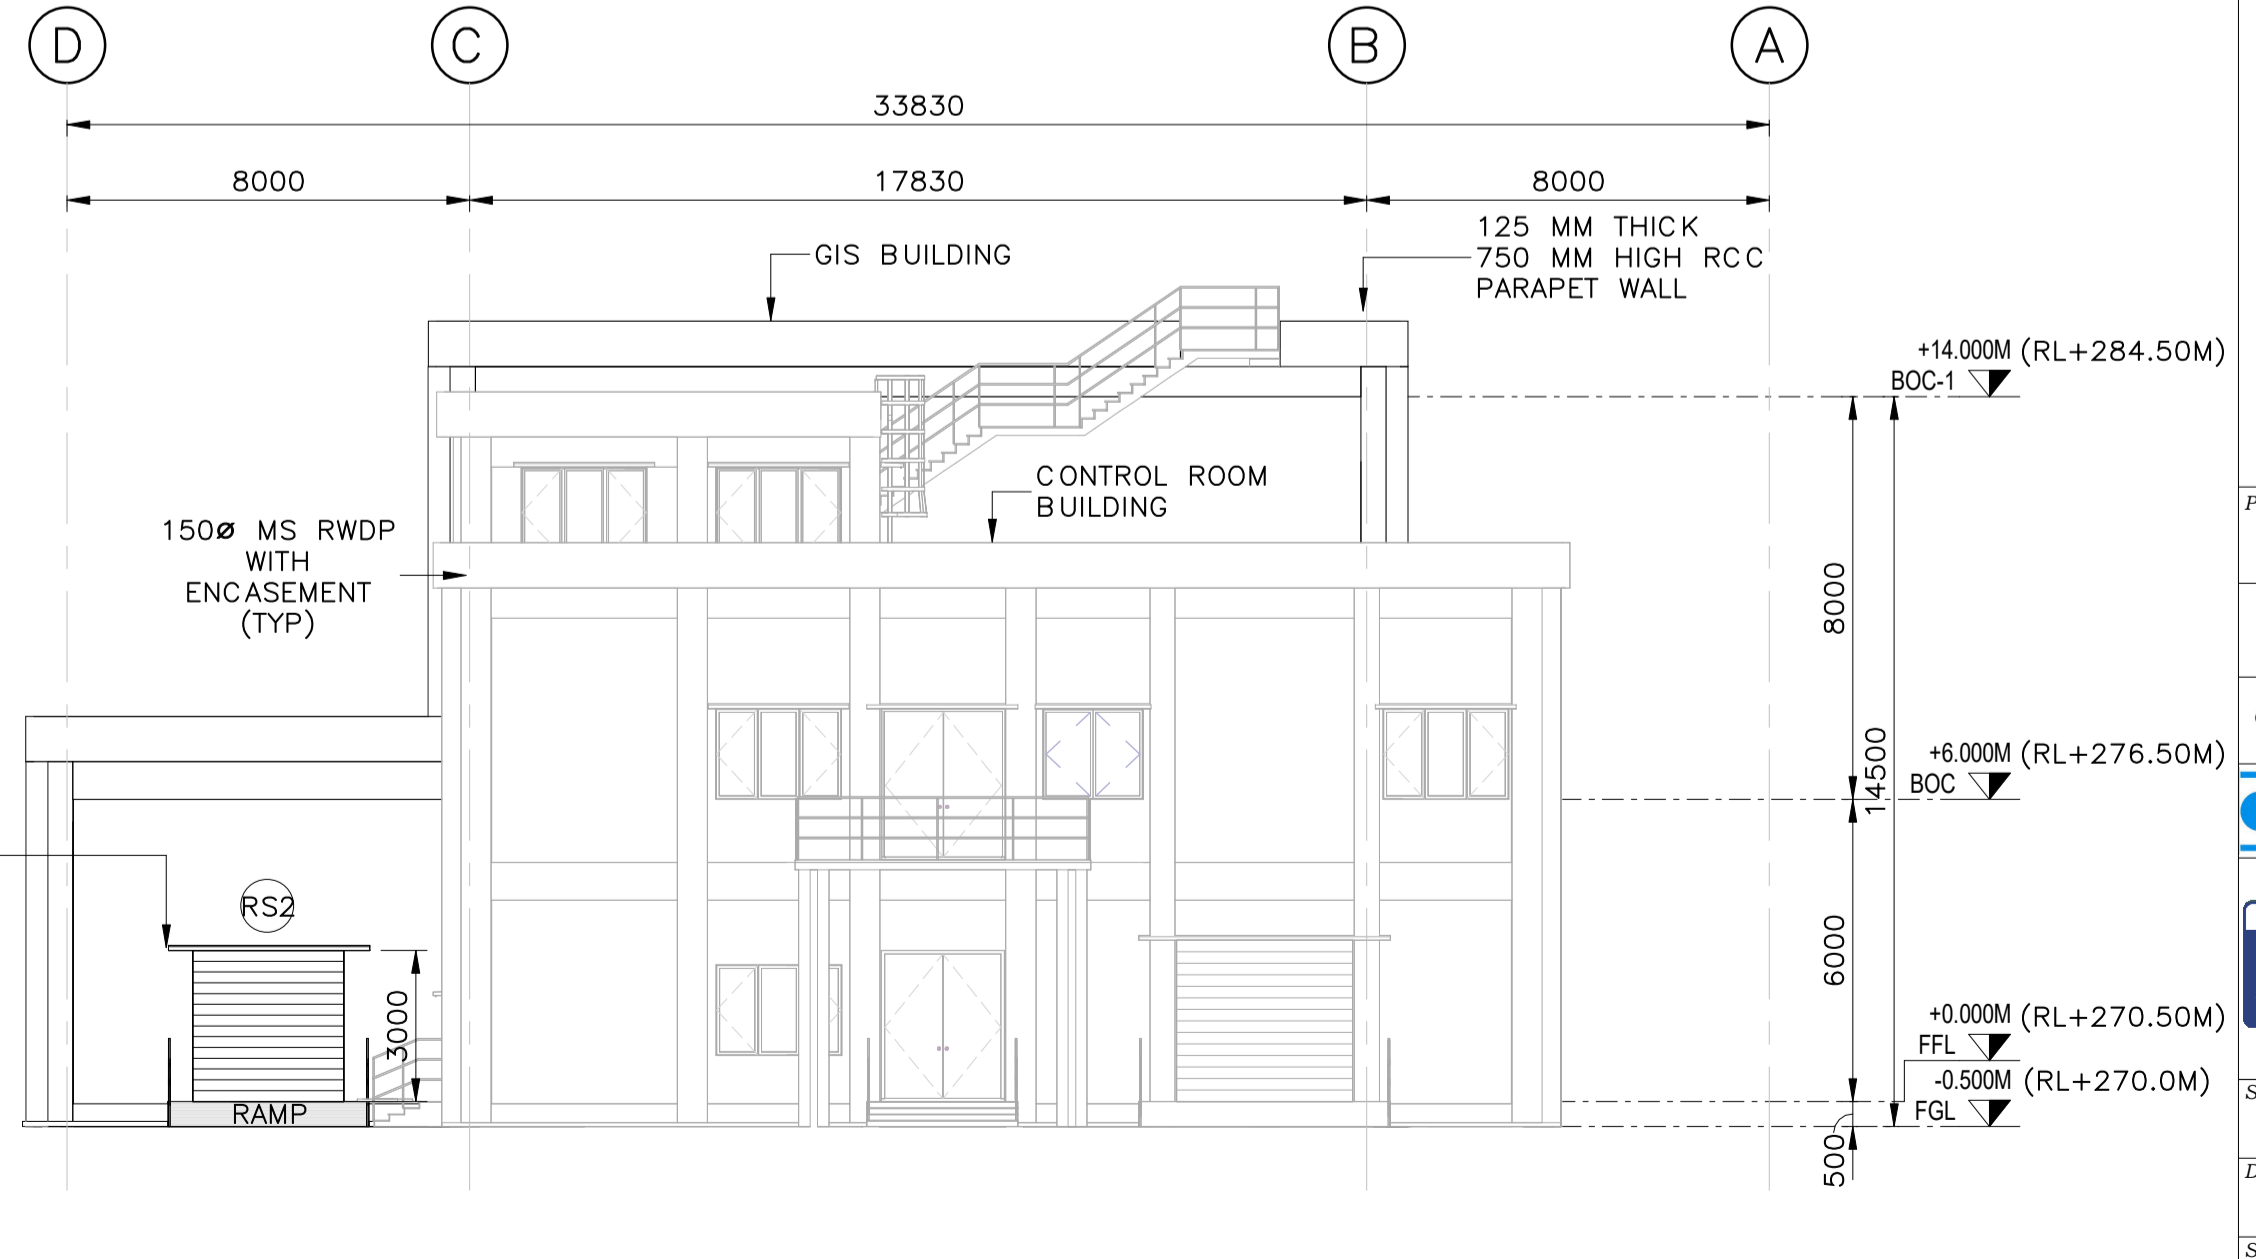 D
C
B
A
33830
8000
17830
8000
GIS BUILDING
125 MM THICK
750 MM HIGH RCC
PARAPET WALL
+14.000M (RL+284.50M)
BOC-1
CONTROL ROOM
BUILDING
150ø MS RWDP
WITH
ENCASEMENT
(TYP)
8000
14500
+6.000M (RL+276.50M)
BOC
RS2
3000
6000
+0.000M (RL+270.50M)
FFL
-0.500M (RL+270.0M)
FGL
RAMP
500